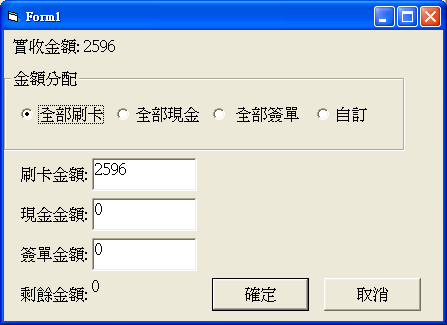 Form1
實收金額: 2596
金額分配
全部刷卡 全部現金 全部簽單 自訂
刷卡金額: 2596
現金金額: 0
簽單金額: 0
剩餘金額: 0
確定 取消